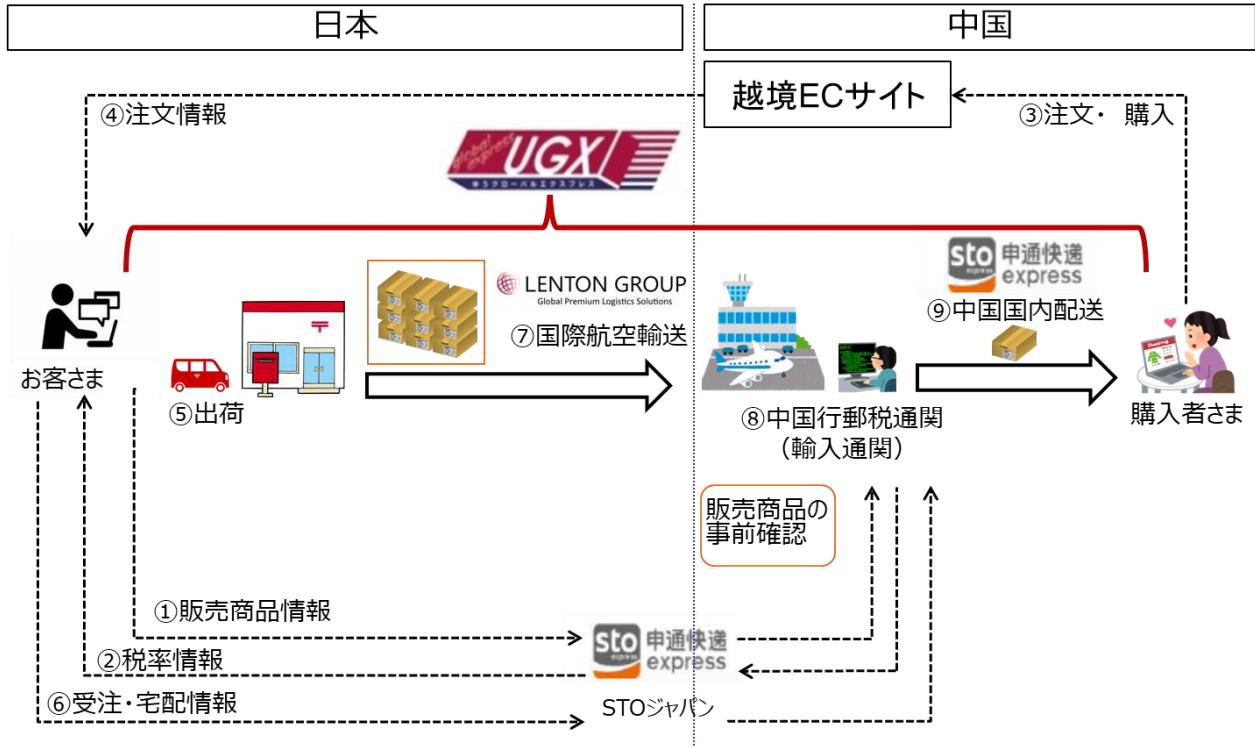 日本
中国
越境ECサイト
④注文情報
③注文・ 購入
global express
UGX
ゆうグローバルエクスプレス
sto express
申通快递
express
LENTON GROUP
Global Premium Logistics Solutions
⑦国際航空輸送
⑨中国国内配送
〒
お客さま
⑤出荷
⑧中国行郵税通関
（輸入通関）
購入者さま
販売商品の
事前確認
①販売商品情報
sto express
申通快递
express
②税率情報
⑥受注・宅配情報
STOジャパン